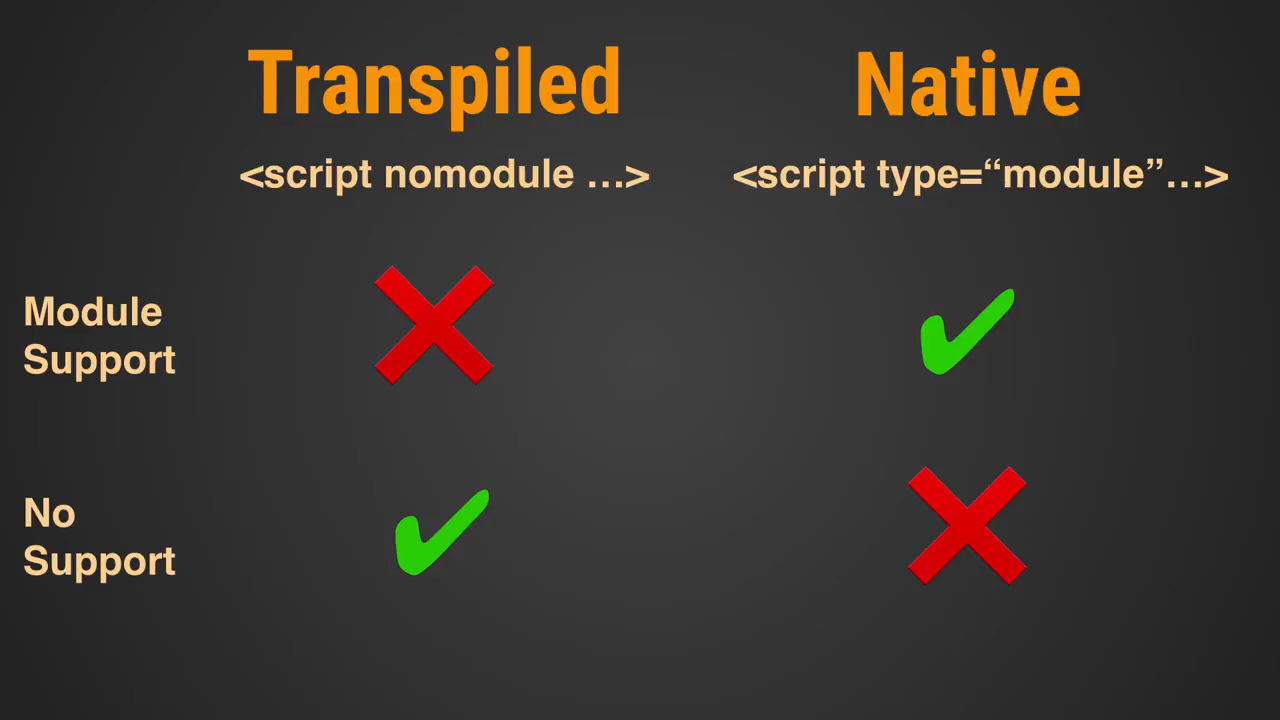 Transpiled
Native
<script nomodule …>
<script type=“module”…>
Module
Support
No
Support